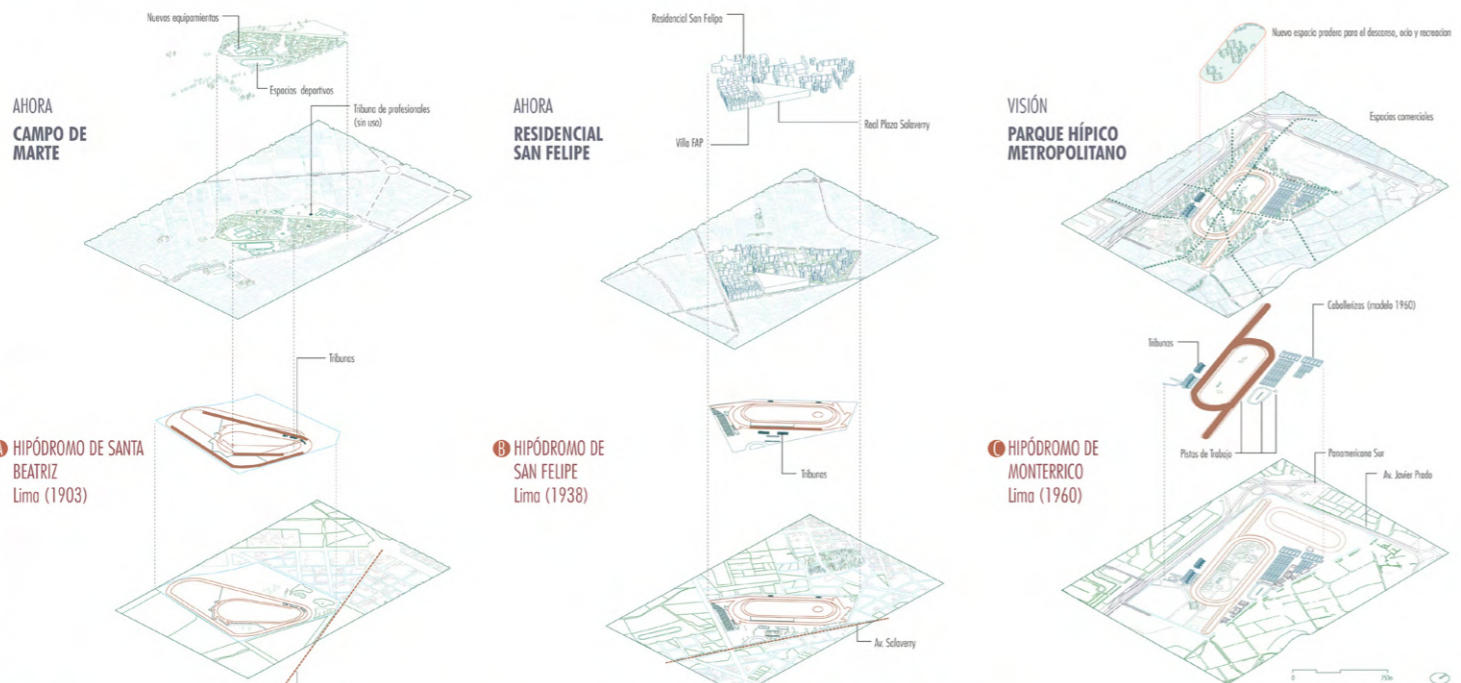 Nuevos equipamientos
Espacios deportivos
Tribuna de profesionales
(sin uso)
AHORA
CAMPO DE
MARTE
Tribunas
A HIPÓDROMO DE SANTA
BEATRIZ
Lima (1903)
Residencial San Felipe
AHORA
RESIDENCIAL
SAN FELIPE
Villa FAP
Real Plaza Salaverry
B HIPÓDROMO DE
SAN FELIPE
Lima (1938)
Tribunas
Av. Salaverry
Nuevo espacio pradera para el descanso, ocio y recreacion
VISIÓN
PARQUE HÍPICO
METROPOLITANO
Espacios comerciales
Caballerizas (modelo 1960)
Tribunas
C HIPÓDROMO DE
MONTERRICO
Lima (1960)
Pistas de Trabajo
Panamericana Sur
Av. Javier Prado
0 750m